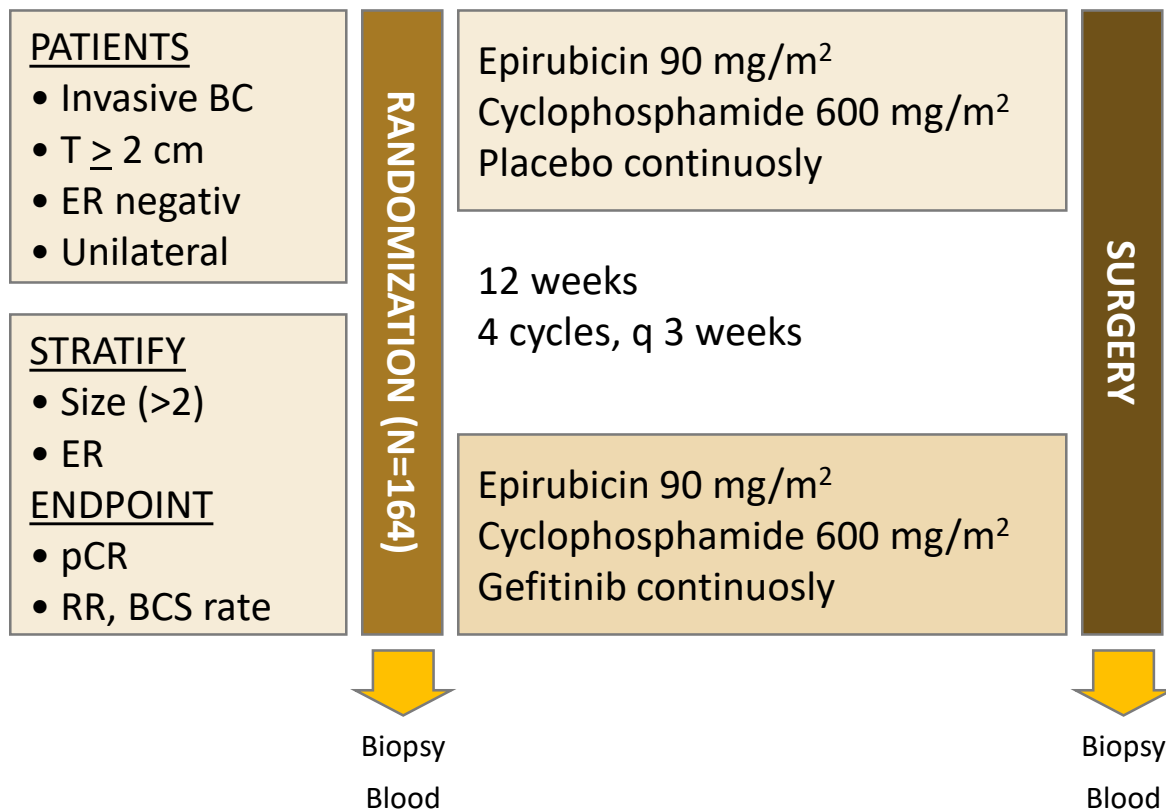 PATIENTS
• Invasive BC
• T ≥ 2 cm
• ER negativ
• Unilateral
STRATIFY
• Size (>2)
• ER
ENDPOINT
• pCR
• RR, BCS rate
RANDOMIZATION (N=164)
Epirubicin 90 mg/m²
Cyclophosphamide 600 mg/m²
Placebo continuosly
12 weeks
4 cycles, q 3 weeks
Epirubicin 90 mg/m²
Cyclophosphamide 600 mg/m²
Gefitinib continuosly
SURGERY
Biopsy
Blood
Biopsy
Blood